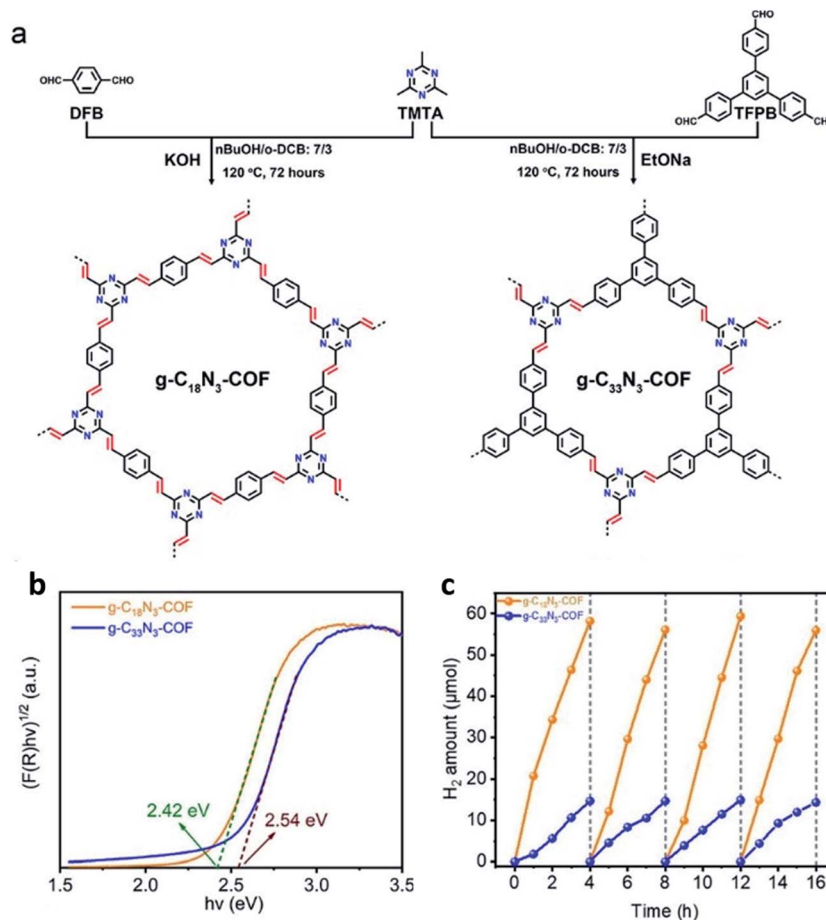 a
CHO
OHC
CHO
DFB
TMTA
OHC
CHO
TFPB
KOH
nBuOH/o-DCB: 7/3
120 °C, 72 hours
nBuOH/o-DCB: 7/3
EtONa
120 °C, 72 hours
g-C₁₈N₃-COF
g-C₃₃N₃-COF
b
g-C₁₈N₃-COF
g-C₃₃N₃-COF
(F(R)hv)^1/2 (a.u.)
2.42 eV
2.54 eV
1.5 2.0 2.5 3.0 3.5
hv (eV)
c
g-C₁₈N₃-COF
g-C₃₃N₃-COF
H₂ amount (μmol)
60
50
40
30
20
10
0
0 2 4 6 8 10 12 14 16
Time (h)